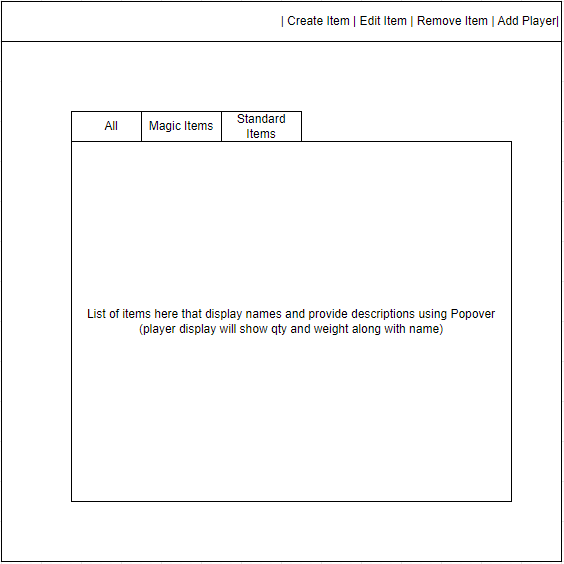 | Create Item | Edit Item | Remove Item | Add Player|
All
Magic Items
Standard
Items
List of items here that display names and provide descriptions using Popover
(player display will show qty and weight along with name)